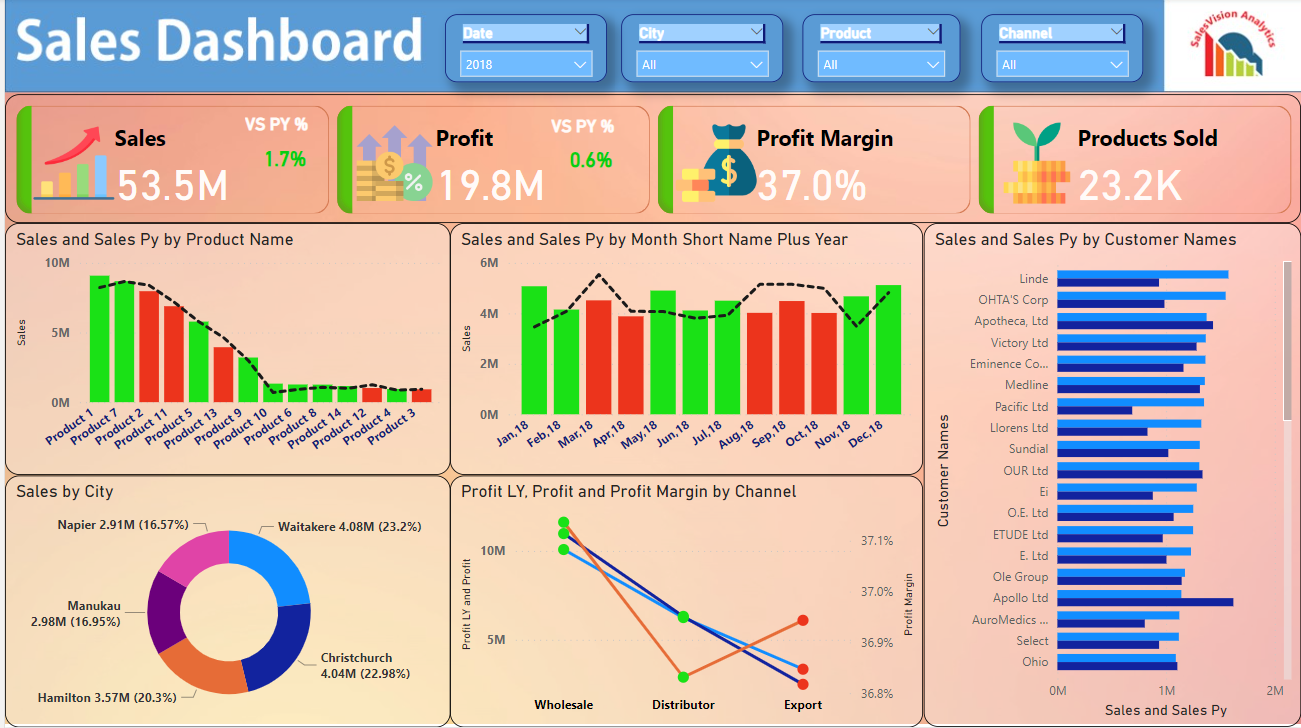 Sales Dashboard
Date
2018
City
All
Product
All
Channel
All
SalesVision Analytics
Sales
VS PY %
1.7%
53.5M
Profit
VS PY %
0.6%
19.8M
$
%
Profit Margin
37.0%
$
Products Sold
23.2K
Sales and Sales Py by Product Name
10M
5M
0M
Sales
Product 1
Product 7
Product 2
Product 11
Product 5
Product 13
Product 9
Product 10
Product 6
Product 8
Product 14
Product 12
Product 4
Product 3
Sales and Sales Py by Month Short Name Plus Year
6M
4M
2M
0M
Sales
Jan,18
Feb,18
Mar,18
Apr,18
May,18
Jun,18
Jul,18
Aug,18
Sep,18
Oct,18
Nov,18
Dec,18
Sales and Sales Py by Customer Names
Customer Names
Linde
OHTA'S Corp
Apotheca, Ltd
Victory Ltd
Eminence Co...
Medline
Pacific Ltd
Llorens Ltd
Sundial
OUR Ltd
Ei
O.E. Ltd
ETUDE Ltd
E. Ltd
Ole Group
Apollo Ltd
AuroMedics ...
Select
Ohio
0M
1M
2M
Sales and Sales Py
Sales by City
Napier 2.91M (16.57%)
Waitakere 4.08M (23.2%)
Manukau
2.98M (16.95%)
Christchurch
4.04M (22.98%)
Hamilton 3.57M (20.3%)
Profit LY, Profit and Profit Margin by Channel
10M
5M
Profit LY and Profit
37.1%
37.0%
36.9%
36.8%
Profit Margin
Wholesale
Distributor
Export